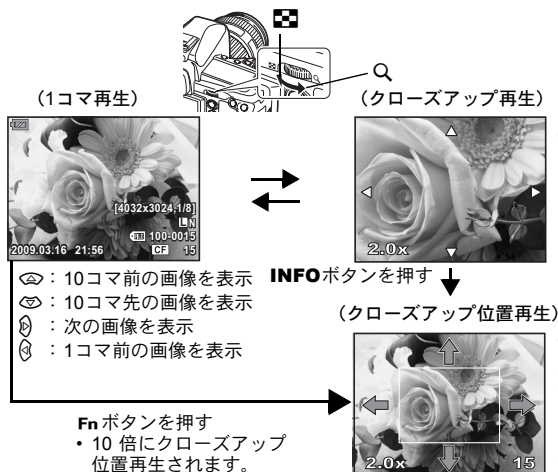 （1コマ再生）
[4032x3024,1/8]
L N
100-0015
2009.03.16 21:56 CF 15
：10コマ前の画像を表示
：10コマ先の画像を表示
：次の画像を表示
：1コマ前の画像を表示
（クローズアップ再生）
2.0x
INFOボタンを押す
（クローズアップ位置再生）
2.0x 15
Fnボタンを押す
• 10 倍にクローズアップ
位置再生されます。